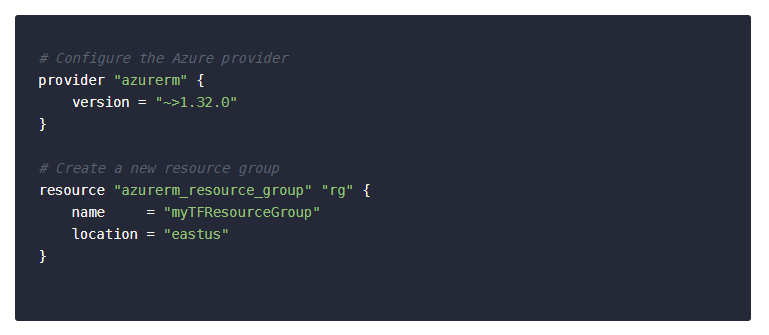 # Configure the Azure provider
provider "azurerm" {
    version = "~>1.32.0"
}
# Create a new resource group
resource "azurerm_resource_group" "rg" {
    name     = "myTFResourceGroup"
    location = "eastus"
}